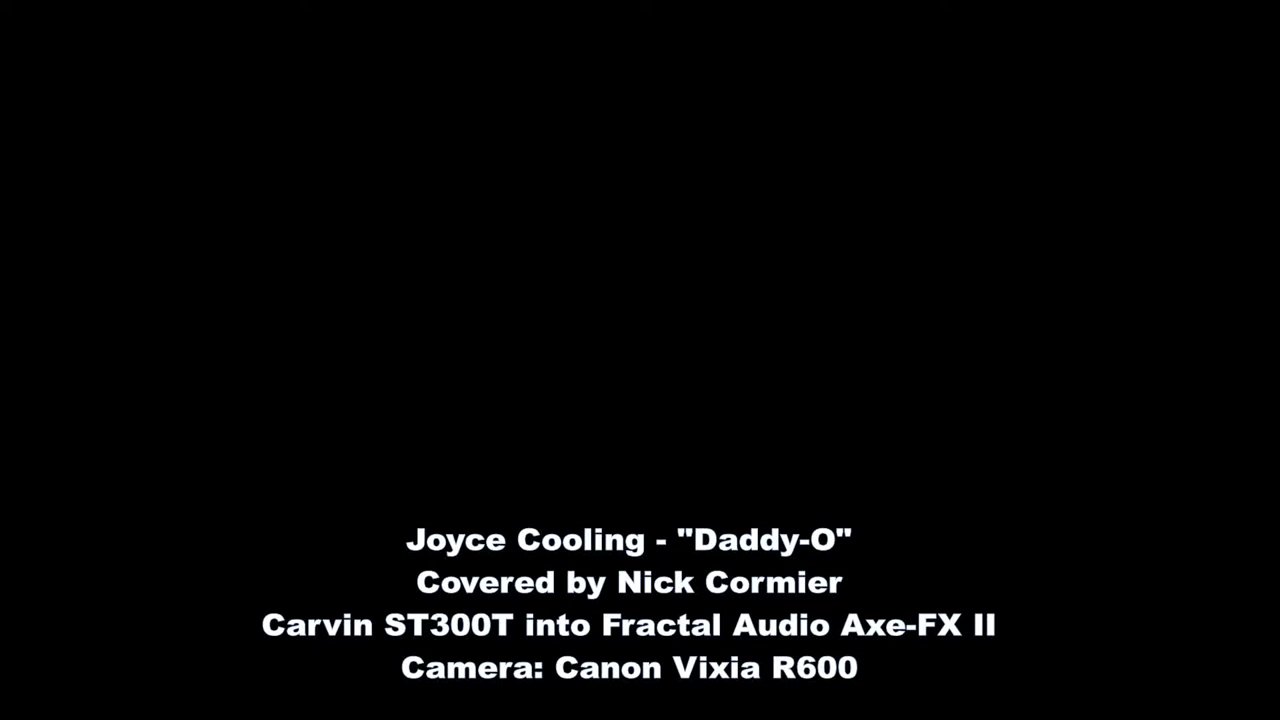 Joyce Cooling - "Daddy-O"
Covered by Nick Cormier
Carvin ST300T into Fractal Audio Axe-FX II
Camera: Canon Vixia R600